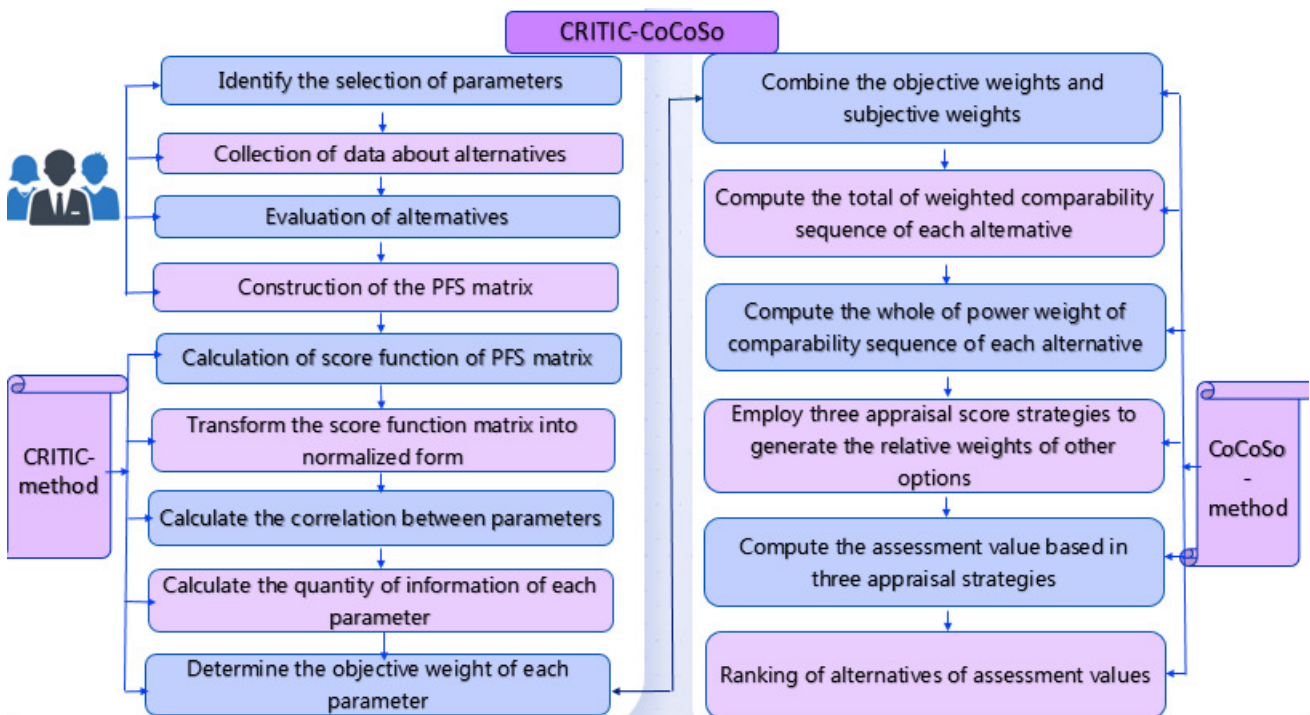 CRITIC-CoCoSo
Identify the selection of parameters
Collection of data about alternatives
Evaluation of alternatives
Construction of the PFS matrix
CRITIC-
method
Calculation of score function of PFS matrix
Transform the score function matrix into
normalized form
Calculate the correlation between parameters
Calculate the quantity of information of each
parameter
Determine the objective weight of each
parameter
Combine the objective weights and
subjective weights
Compute the total of weighted comparability
sequence of each alternative
Compute the whole of power weight of
comparability sequence of each alternative
Employ three appraisal score strategies to
generate the relative weights of other
options
Compute the assessment value based in
three appraisal strategies
Ranking of alternatives of assessment values
CoCoSo
-
method